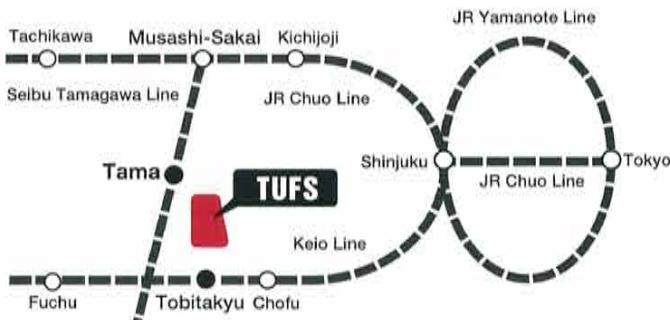 JR Yamanote Line
Tachikawa
Musashi-Sakai
Kichijoji
Seibu Tamagawa Line
JR Chuo Line
Tama
TUFS
Shinjuku
Tokyo
JR Chuo Line
Keio Line
Fuchu
Tobitakyu
Chofu